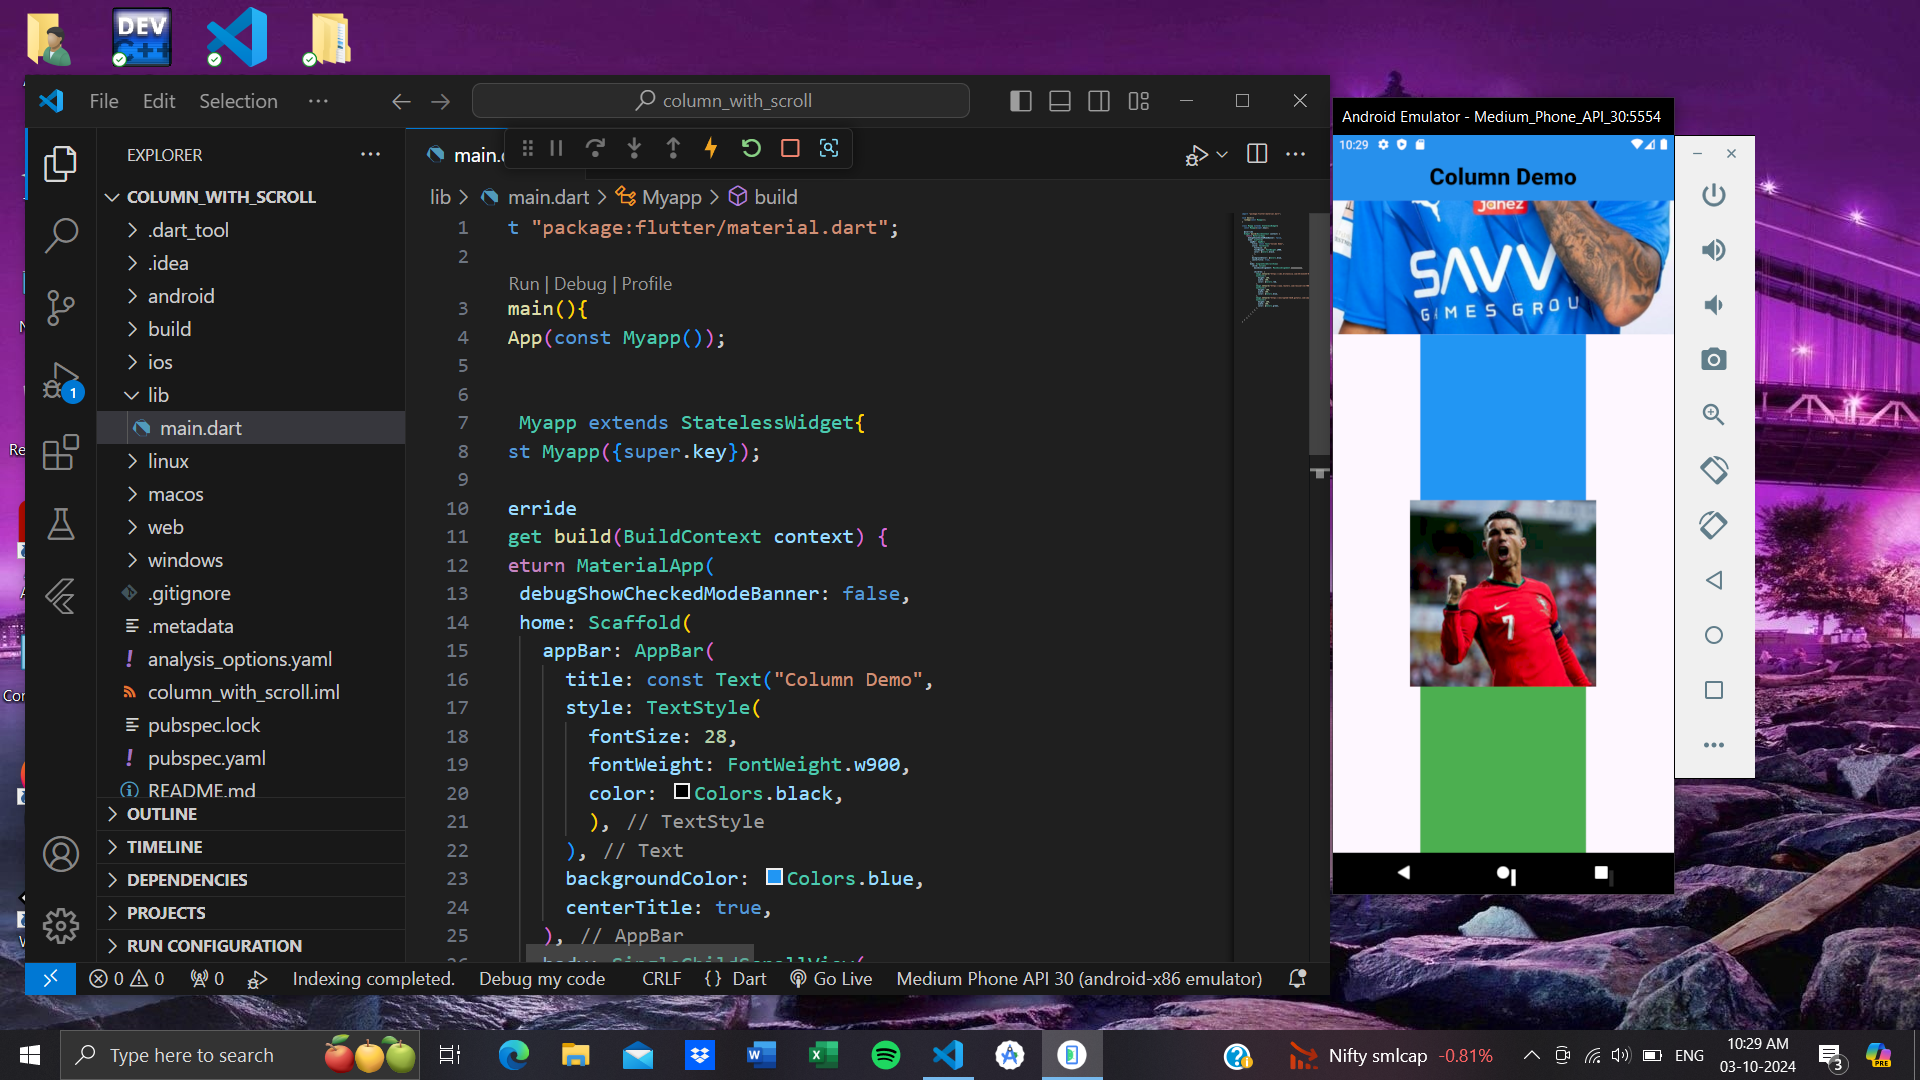 DEV
C++
File Edit Selection ···
column_with_scroll
EXPLORER
COLUMN_WITH_SCROLL
.dart_tool
.idea
android
build
ios
lib
main.dart
linux
macos
web
windows
.gitignore
.metadata
analysis_options.yaml
column_with_scroll.iml
pubspec.lock
pubspec.yaml
README.md
OUTLINE
TIMELINE
DEPENDENCIES
PROJECTS
RUN CONFIGURATION
1
lib > main.dart > Myapp > build
1 t "package:flutter/material.dart";
2
Run | Debug | Profile
3 main(){
4 App(const Myapp());
5
6
7 Myapp extends StatelessWidget{
8 st Myapp({super.key});
9
10 erride
11 get build(BuildContext context) {
12 eturn MaterialApp(
13 debugShowCheckedModeBanner: false,
14 home: Scaffold(
15 appBar: AppBar(
16 title: const Text("Column Demo",
17 style: TextStyle(
18 fontSize: 28,
19 fontWeight: FontWeight.w900,
20 color: Colors.black,
21 ), // TextStyle
22 ), // Text
23 backgroundColor: Colors.blue,
24 centerTitle: true,
25 ), // AppBar
26 body: SingleChildScrollView(
0 0 0 Indexing completed. Debug my code CRLF {} Dart Go Live Medium Phone API 30 (android-x86 emulator)
Android Emulator - Medium_Phone_API_30:5554
10:29
Column Demo
jahez
SAVV
GAMES GROU
7
Type here to search
Nifty smlcap -0.81%
ENG
10:29 AM
03-10-2024
3
PRE